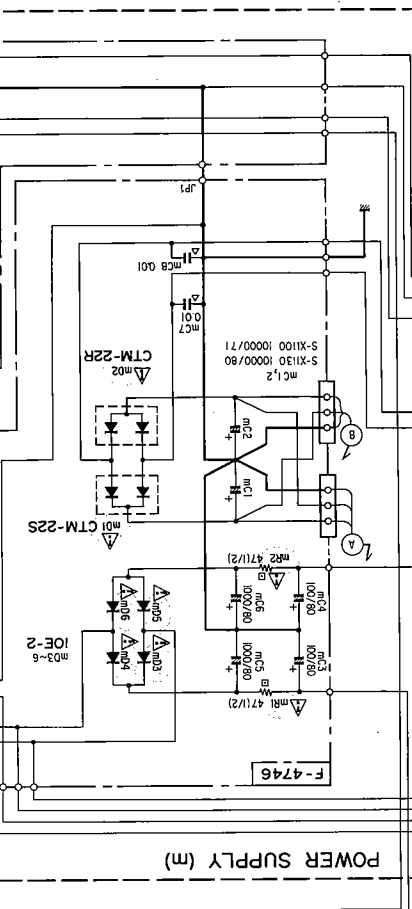 POWER SUPPLY (m)
F-4746
mR1 47(1/2)
mC3
100/80
mC5
1000/80
mD3
mD4
mD3~6
10E-2
mC4
100/80
mC6
1000/80
mD5
mD6
mR2 47(1/2)
A
mD1 CTM-22S
mC1
B
mC2
mC1,2
S-X1130 10000/80
S-X1100 10000/71
mD2
CTM-22R
mC7
0.01
mC8 0.01
JP1